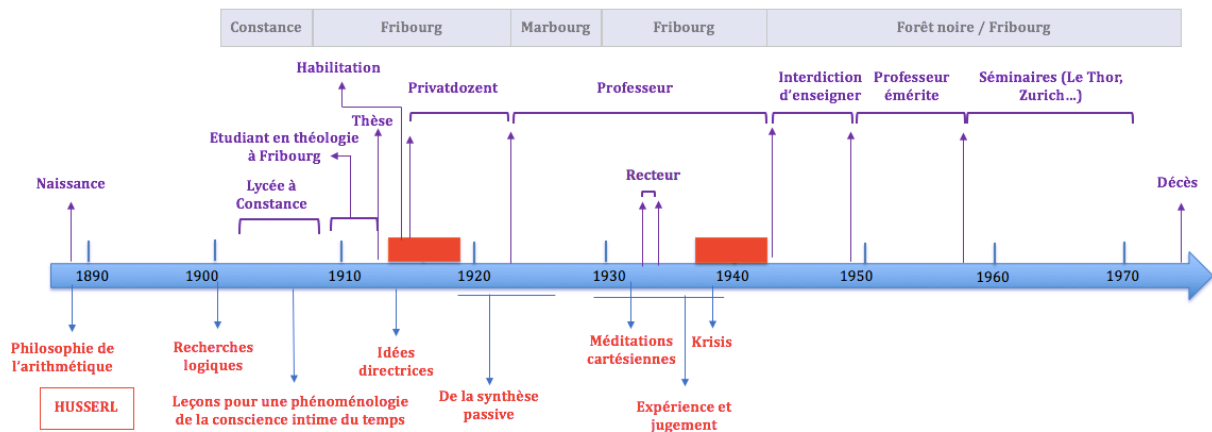 Constance
Fribourg
Marbourg
Fribourg
Forêt noire / Fribourg
Habilitation
Privatdozent
Professeur
Interdiction
d'enseigner
Professeur
émérite
Séminaires (Le Thor,
Zurich...)
Thèse
Etudiant en théologie
à Fribourg
Naissance
Lycée à
Constance
Recteur
Décès
1890
1900
1910
1920
1930
1940
1950
1960
1970
Philosophie de
l'arithmétique
Recherches
logiques
Idées
directrices
Méditations
cartésiennes
Krisis
HUSSERL
Leçons pour une phénoménologie
de la conscience intime du temps
De la synthèse
passive
Expérience et
jugement